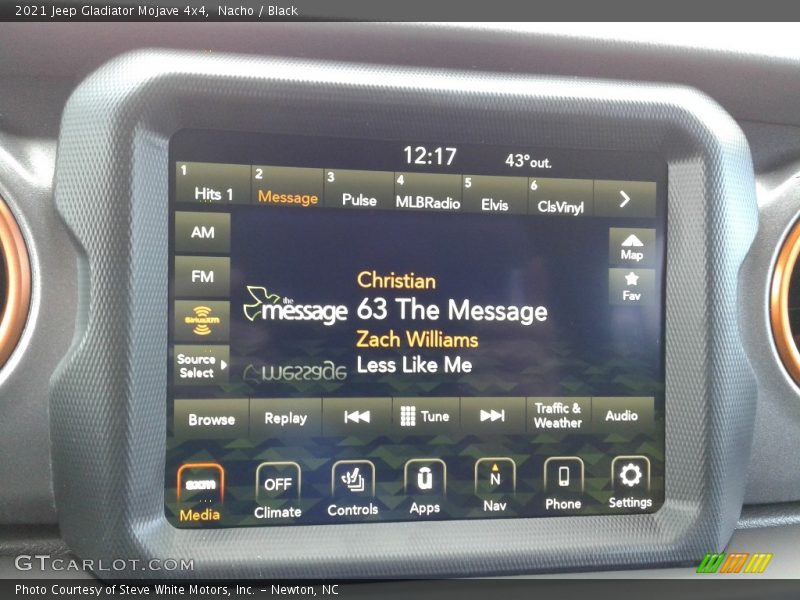 2021 Jeep Gladiator Mojave 4x4,  Nacho / Black
12:17
43°out.
1 Hits 1
2 Message
3 Pulse
4 MLBRadio
5 Elvis
6 ClsVinyl
AM
FM
SiriusXM
Source Select
Map
Fav
the message
Christian
63 The Message
Zach Williams
Less Like Me
message
Browse
Replay
Tune
Traffic & Weather
Audio
sxm
Media
OFF
Climate
Controls
Apps
N
Nav
Phone
Settings
GTCARLOT.COM
Photo Courtesy of Steve White Motors, Inc. – Newton, NC